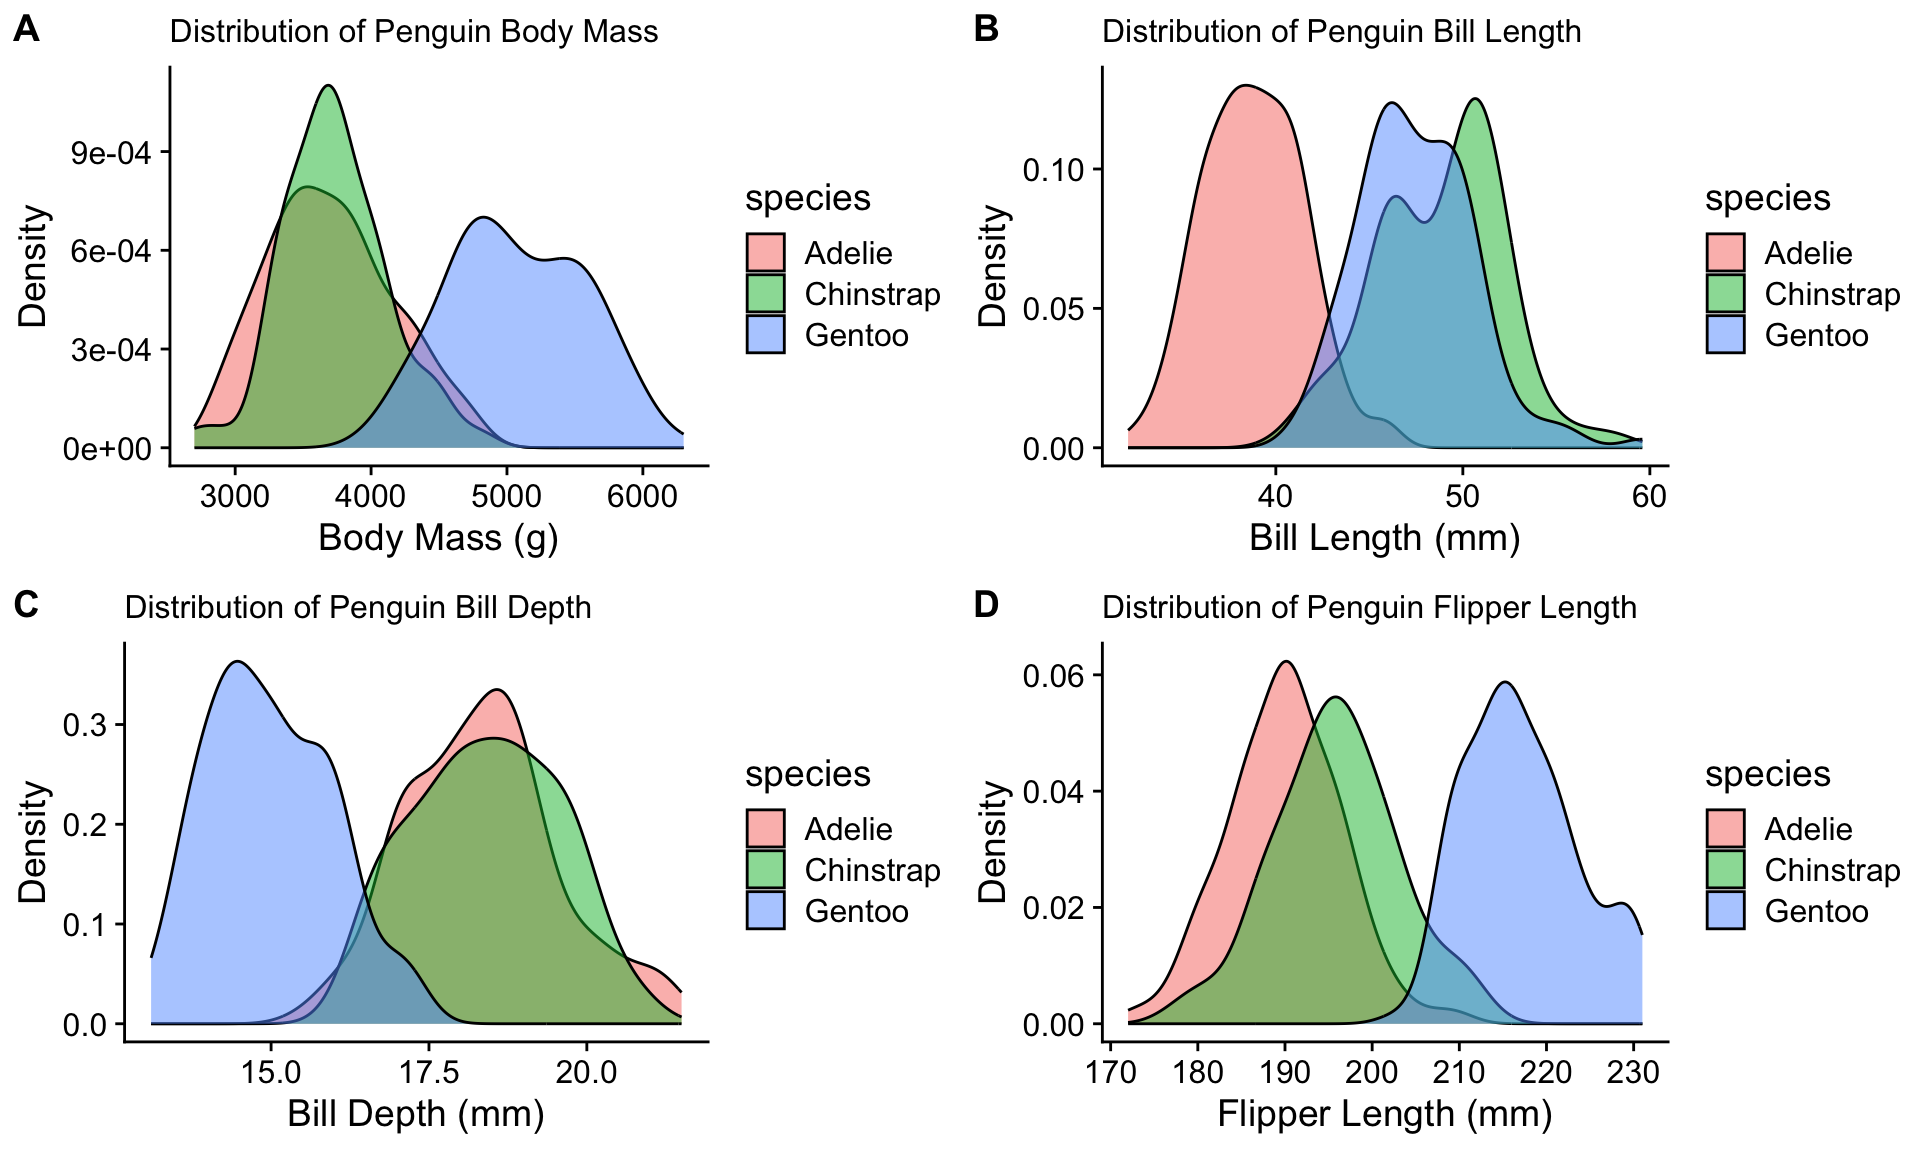 A
Distribution of Penguin Body Mass
Density
9e-04
6e-04
3e-04
0e+00
3000 4000 5000 6000
Body Mass (g)
species
Adelie
Chinstrap
Gentoo
B
Distribution of Penguin Bill Length
Density
0.10
0.05
0.00
40 50 60
Bill Length (mm)
species
Adelie
Chinstrap
Gentoo
C
Distribution of Penguin Bill Depth
Density
0.3
0.2
0.1
0.0
15.0 17.5 20.0
Bill Depth (mm)
species
Adelie
Chinstrap
Gentoo
D
Distribution of Penguin Flipper Length
Density
0.06
0.04
0.02
0.00
170 180 190 200 210 220 230
Flipper Length (mm)
species
Adelie
Chinstrap
Gentoo